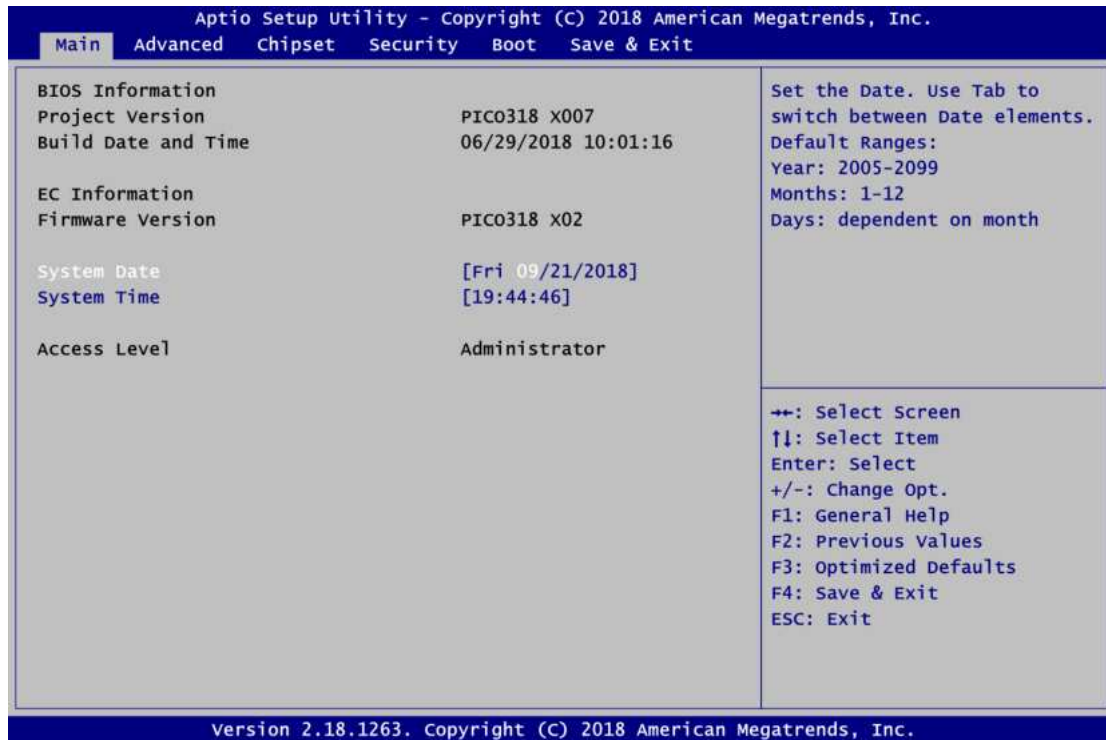 Aptio Setup Utility - Copyright (C) 2018 American Megatrends, Inc.
Main Advanced Chipset Security Boot Save & Exit
BIOS Information
Project Version PICO318 X007
Build Date and Time 06/29/2018 10:01:16
EC Information
Firmware Version PICO318 X02
System Date [Fri 09/21/2018]
System Time [19:44:46]
Access Level Administrator
Set the Date. Use Tab to
switch between Date elements.
Default Ranges:
Year: 2005-2099
Months: 1-12
Days: dependent on month
→←: Select Screen
↑↓: Select Item
Enter: Select
+/-: Change Opt.
F1: General Help
F2: Previous Values
F3: Optimized Defaults
F4: Save & Exit
ESC: Exit
Version 2.18.1263. Copyright (C) 2018 American Megatrends, Inc.